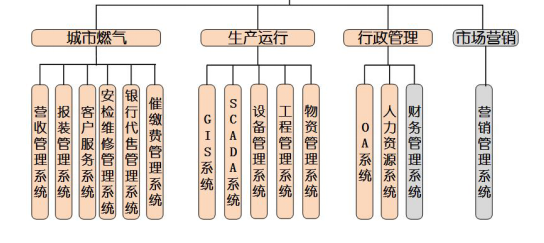 城市燃气
生产运行
行政管理
市场营销
营收管理系统
报装管理系统
客户服务系统
安检维修管理系统
银行代售管理系统
催缴费管理系统
GIS系统
SCADA系统
设备管理系统
工程管理系统
物资管理系统
OA系统
人力资源系统
财务管理系统
营销管理系统